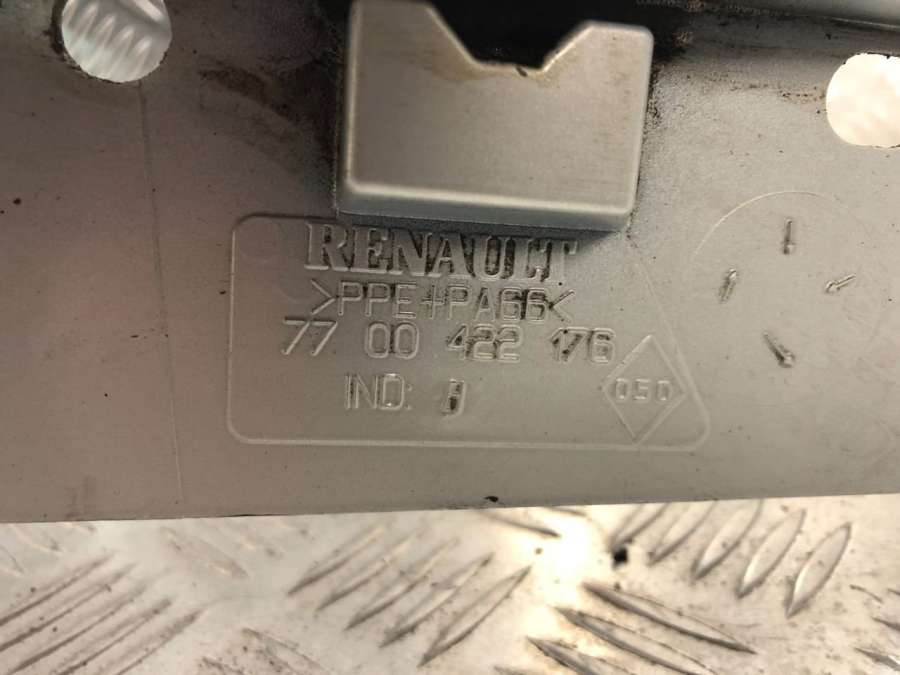 RENAULT
>PPE+PA66<
77 00 422 176
IND:
050